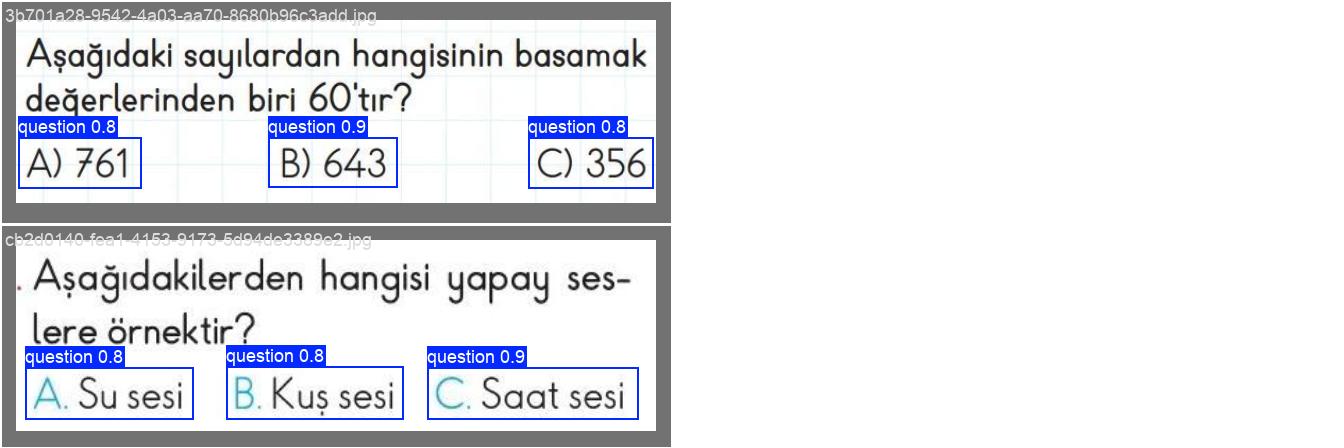 3b701a28-9542-4a03-aa70-8680b96c3add.jpg
Aşağıdaki sayılardan hangisinin basamak
değerlerinden biri 60'tır?
question 0.8 question 0.9 question 0.8
A) 761 B) 643 C) 356
cb2d0140-fea1-4153-9173-5d94de3389e2.jpg
. Aşağıdakilerden hangisi yapay ses-
lere örnektir?
question 0.8 question 0.8 question 0.9
A. Su sesi B. Kuş sesi C. Saat sesi